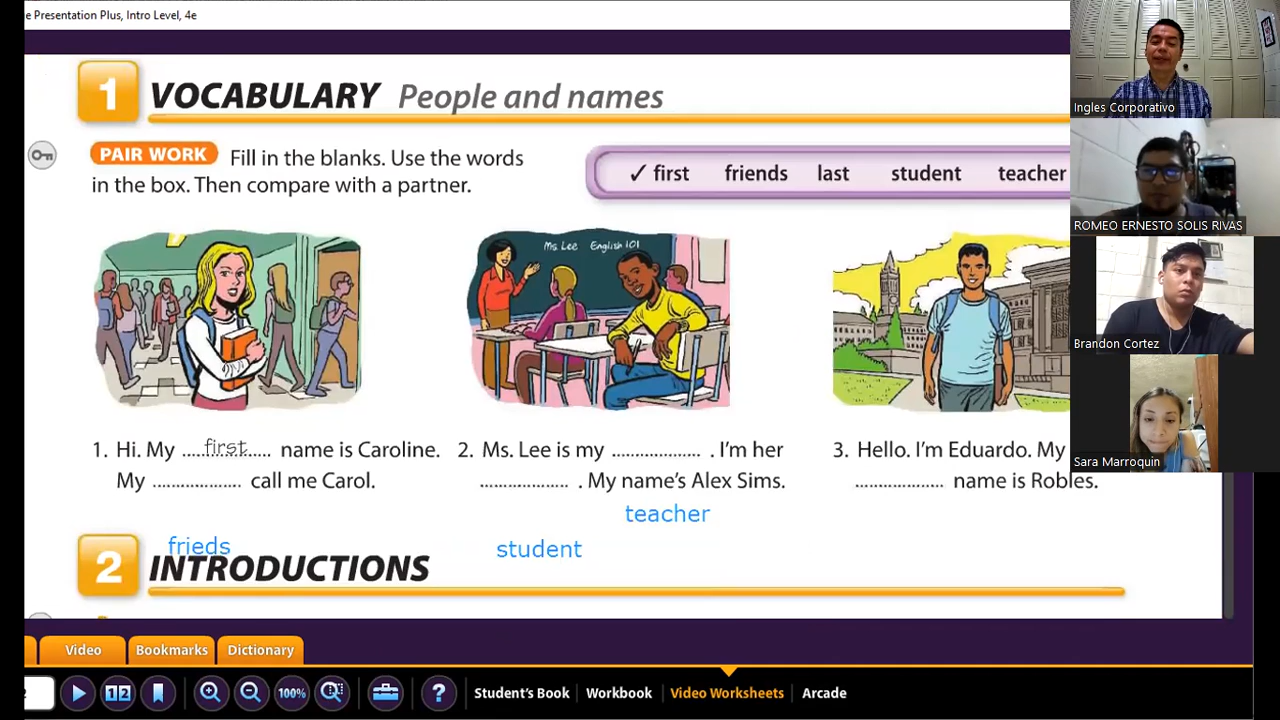 e Presentation Plus, Intro Level, 4e
1 VOCABULARY People and names
PAIR WORK Fill in the blanks. Use the words
in the box. Then compare with a partner.
✓ first friends last student teacher
Ms. Lee English 101
1. Hi. My first name is Caroline.
My .................... call me Carol.
2. Ms. Lee is my .................... . I'm her
.................... . My name's Alex Sims.
3. Hello. I'm Eduardo. My
.................... name is Robles.
teacher
frieds
student
2 INTRODUCTIONS
Video Bookmarks Dictionary
2 1 2 100% ? Student's Book Workbook Video Worksheets Arcade
Ingles Corporativo
ROMEO ERNESTO SOLIS RIVAS
Brandon Cortez
Sara Marroquin